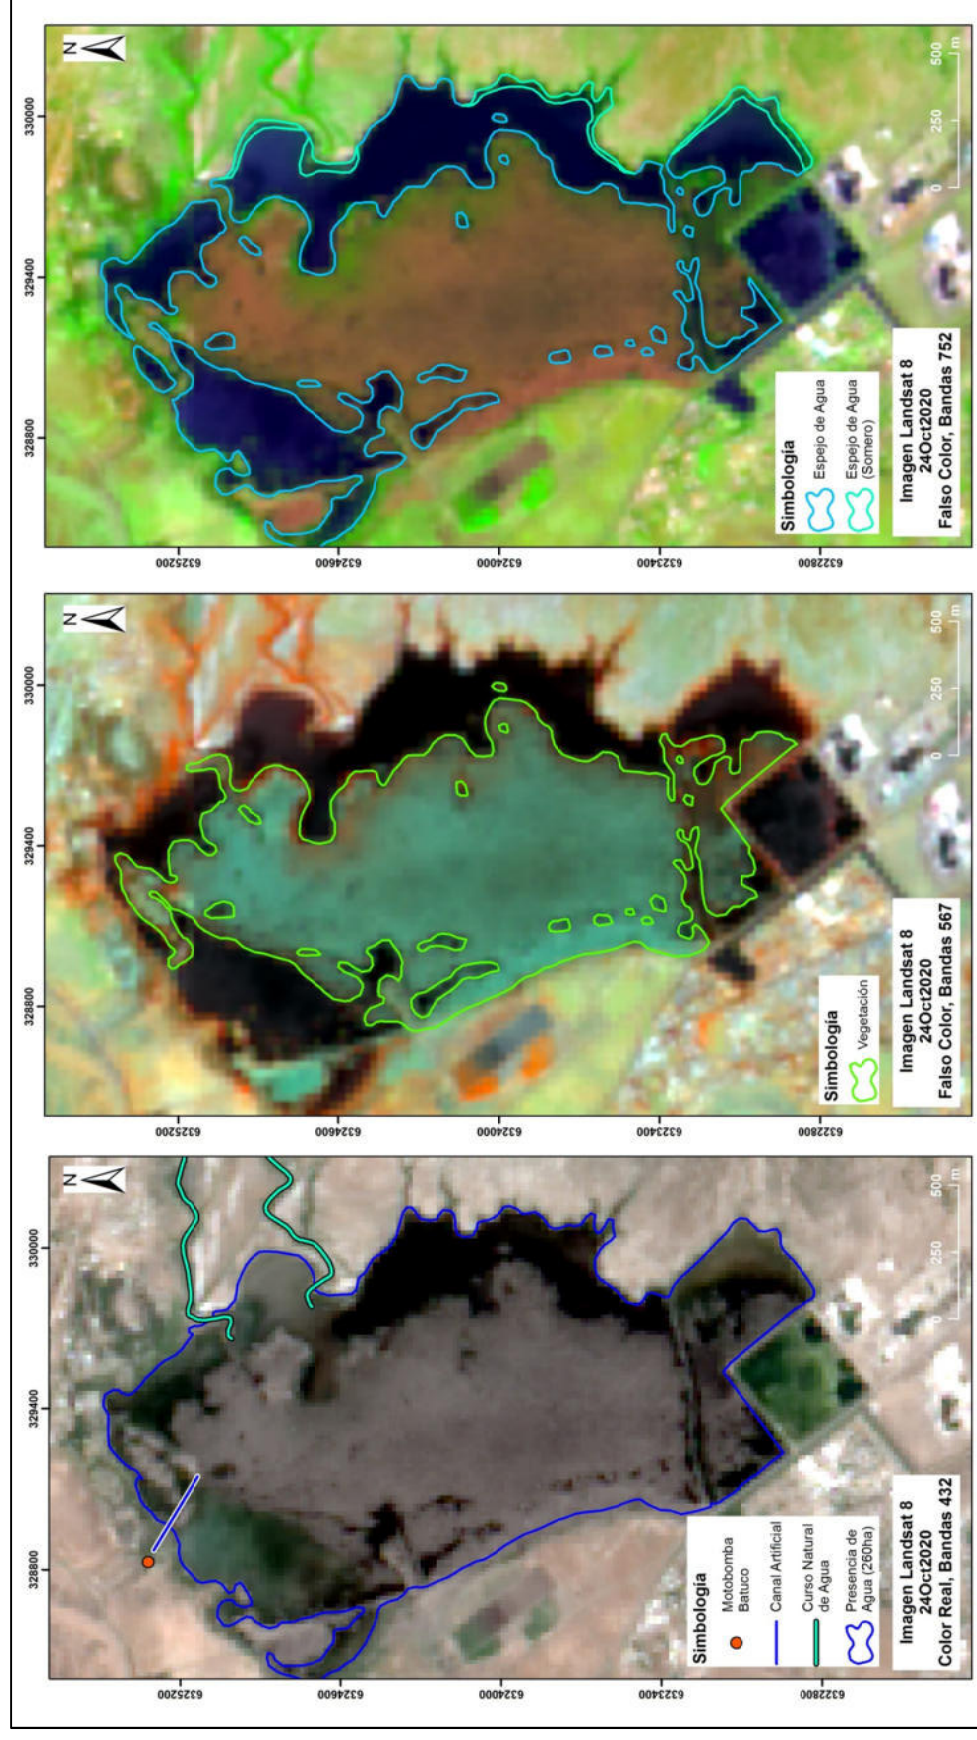 328800
329400
330000
N
6325200
6324600
6324000
6323400
6322800
Simbología
Motobomba
Batuco
Canal Artificial
Curso Natural
de Agua
Presencia de
Agua (260ha)
Imagen Landsat 8
24Oct2020
Color Real, Bandas 432
0 250 500
m
328800
329400
330000
N
6325200
6324600
6324000
6323400
6322800
Simbología
Vegetación
Imagen Landsat 8
24Oct2020
Falso Color, Bandas 567
0 250 500
m
328800
329400
330000
N
6325200
6324600
6324000
6323400
6322800
Simbología
Espejo de Agua
Espejo de Agua
(Somero)
Imagen Landsat 8
24Oct2020
Falso Color, Bandas 752
0 250 500
m